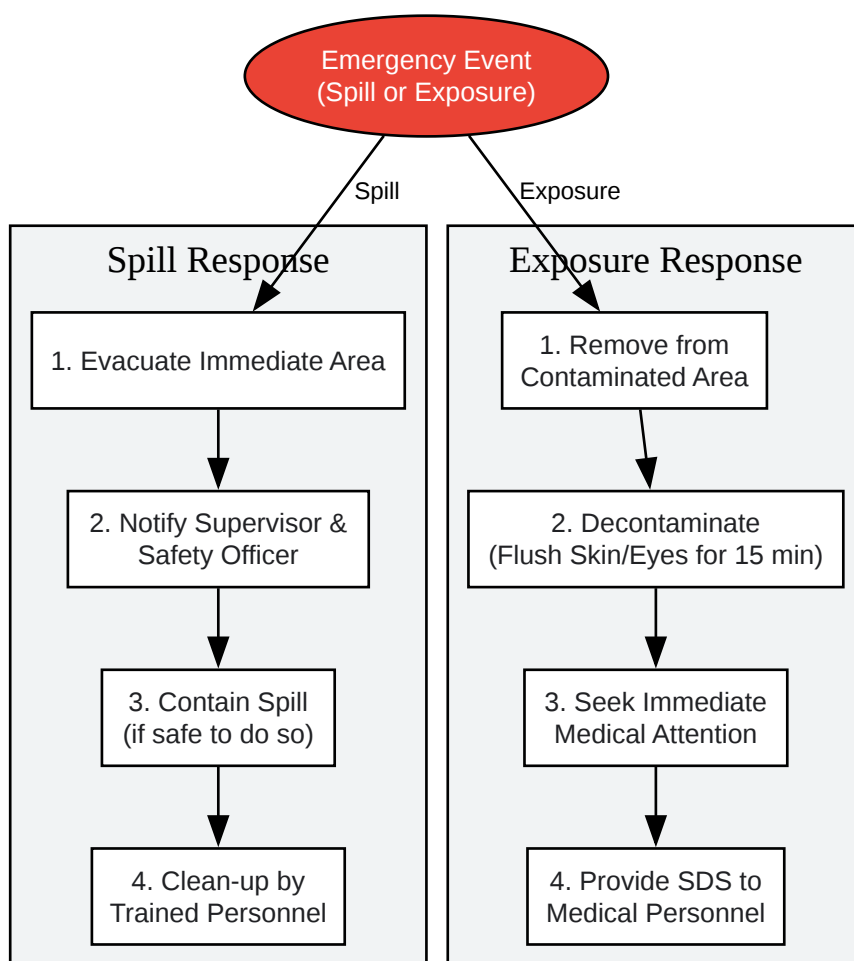 Emergency Event
(Spill or Exposure)
Spill
Exposure
Spill Response
1. Evacuate Immediate Area
2. Notify Supervisor &
Safety Officer
3. Contain Spill
(if safe to do so)
4. Clean-up by
Trained Personnel
Exposure Response
1. Remove from
Contaminated Area
2. Decontaminate
(Flush Skin/Eyes for 15 min)
3. Seek Immediate
Medical Attention
4. Provide SDS to
Medical Personnel